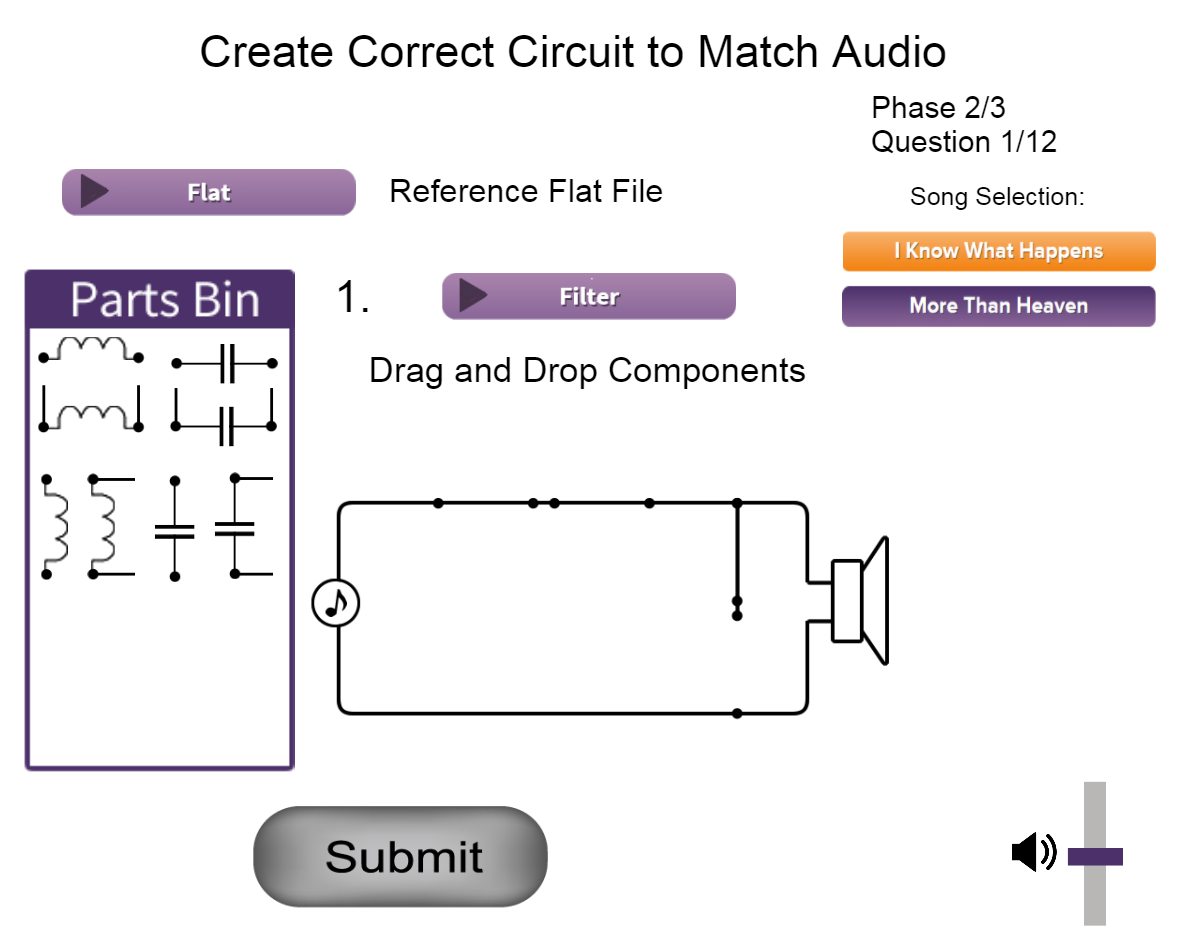 Create Correct Circuit to Match Audio
Phase 2/3
Question 1/12
Flat
Reference Flat File
Song Selection:
I Know What Happens
More Than Heaven
Parts Bin
1.
Filter
Drag and Drop Components
Submit